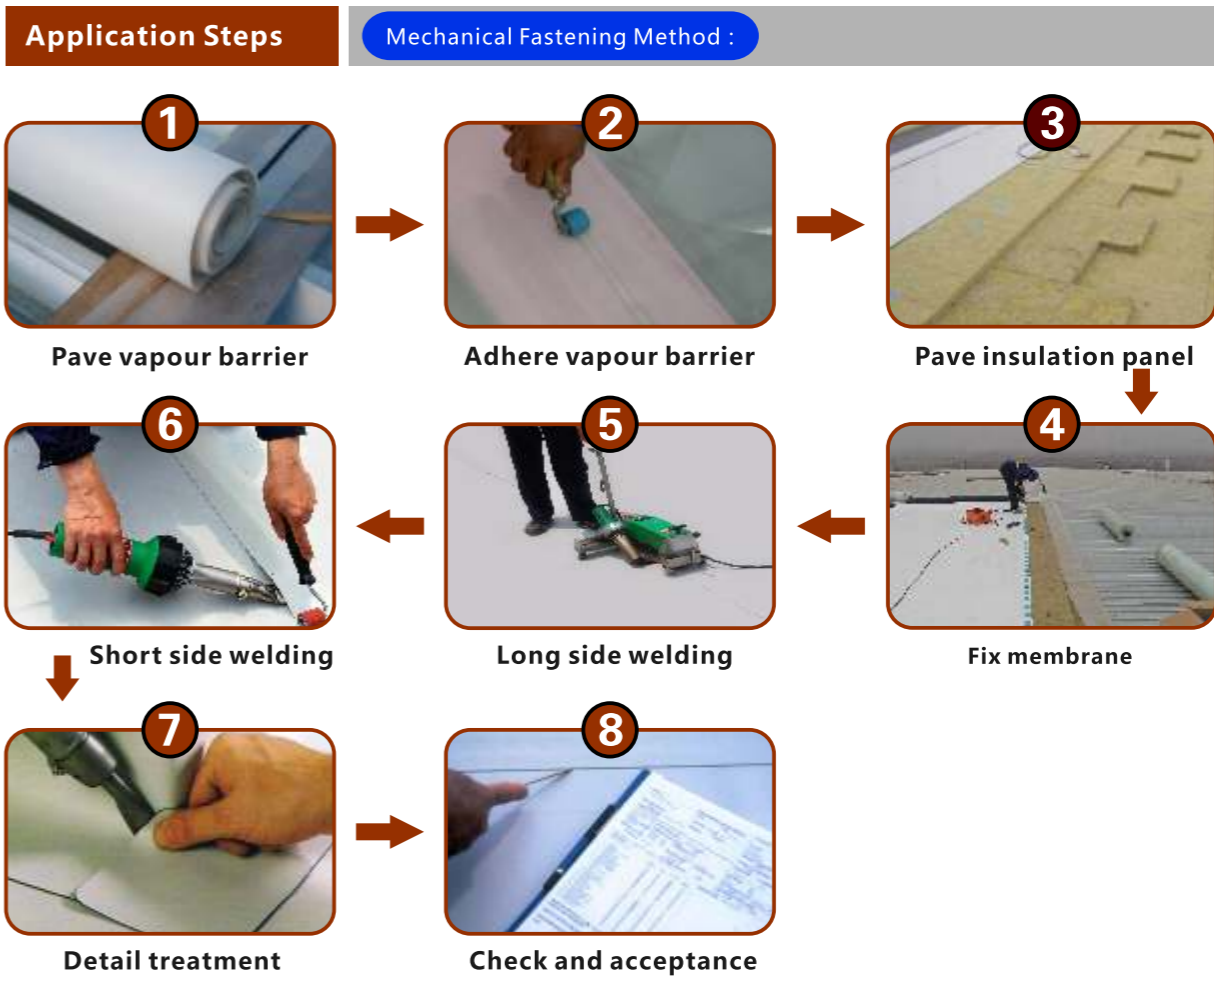 Application Steps
Mechanical Fastening Method :
1
2
3
Pave vapour barrier
Adhere vapour barrier
Pave insulation panel
6
5
4
Short side welding
Long side welding
Fix membrane
7
8
Detail treatment
Check and acceptance